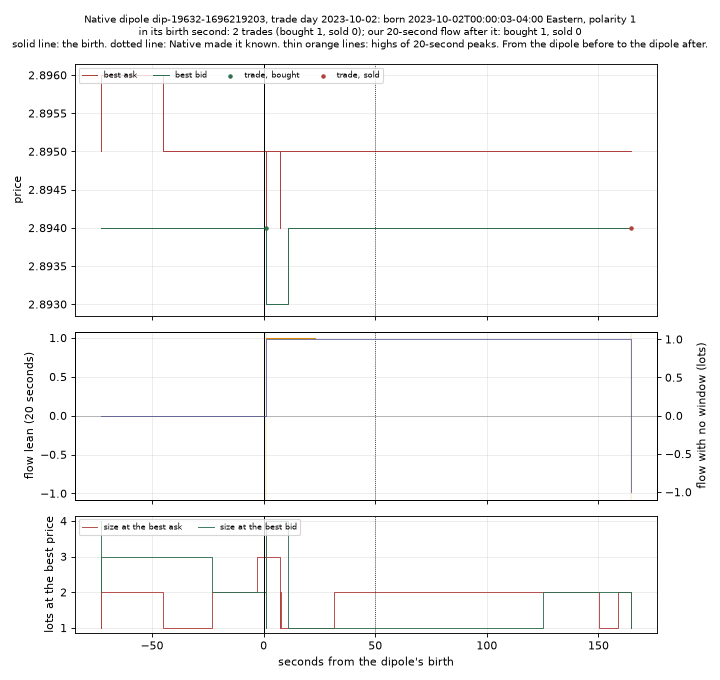 Native dipole dip-19632-1696219203, trade day 2023-10-02: born 2023-10-02T00:00:03-04:00 Eastern, polarity 1
in its birth second: 2 trades (bought 1, sold 0); our 20-second flow after it: bought 1, sold 0
solid line: the birth. dotted line: Native made it known. thin orange lines: highs of 20-second peaks. From the dipole before to the dipole after.
best ask best bid trade, bought trade, sold
2.8960
2.8955
2.8950
2.8945
2.8940
2.8935
2.8930
price
1.0
0.5
0.0
−0.5
−1.0
flow lean (20 seconds)
1.0
0.5
0.0
−0.5
−1.0
flow with no window (lots)
size at the best ask size at the best bid
4
3
2
1
lots at the best price
−50 0 50 100 150
seconds from the dipole's birth